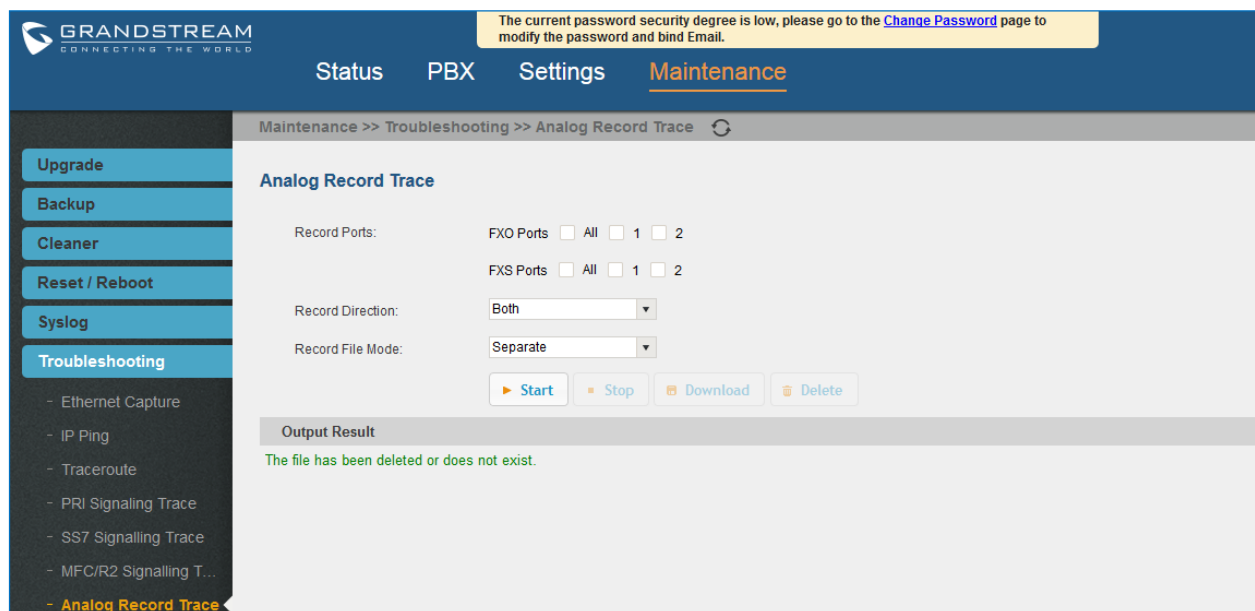 GRANDSTREAM
CONNECTING THE WORLD
The current password security degree is low, please go to the Change Password page to
modify the password and bind Email.
Status PBX Settings Maintenance
Maintenance >> Troubleshooting >> Analog Record Trace
Upgrade
Backup
Cleaner
Reset / Reboot
Syslog
Troubleshooting
- Ethernet Capture
- IP Ping
- Traceroute
- PRI Signaling Trace
- SS7 Signalling Trace
- MFC/R2 Signalling T...
- Analog Record Trace
Analog Record Trace
Record Ports: FXO Ports All 1 2
FXS Ports All 1 2
Record Direction: Both
Record File Mode: Separate
Start Stop Download Delete
Output Result
The file has been deleted or does not exist.